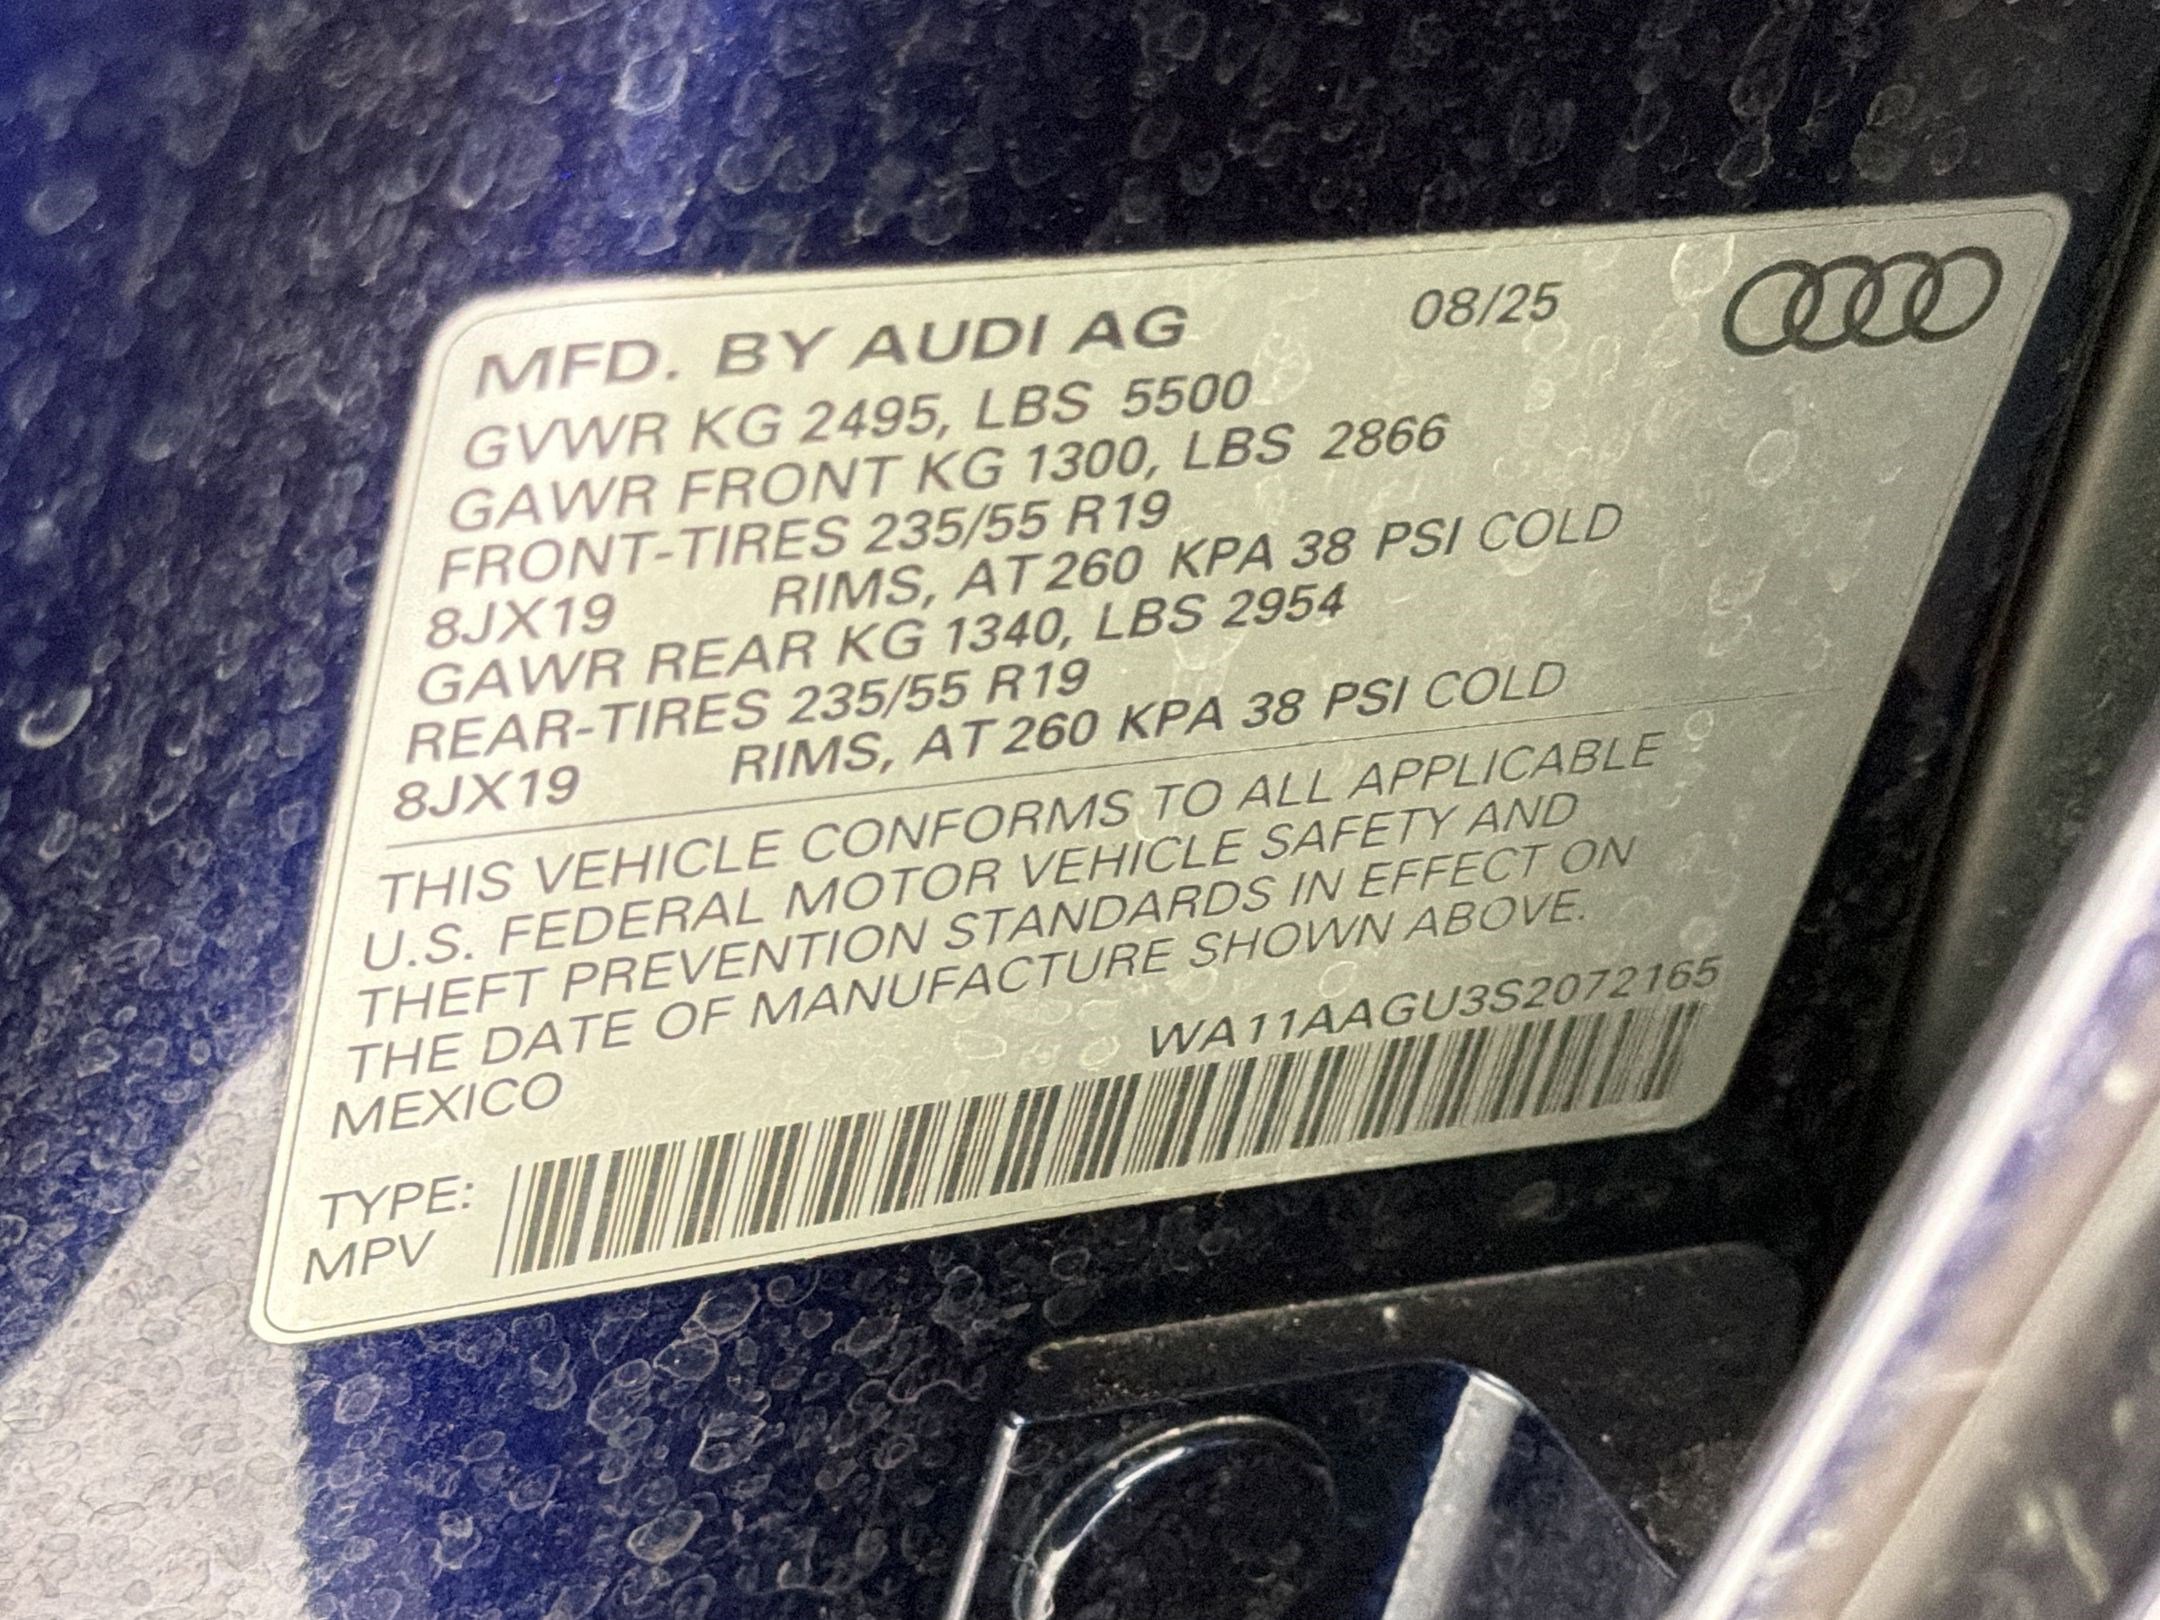 MFD. BY AUDI AG 08/25
GVWR KG 2495, LBS 5500
GAWR FRONT KG 1300, LBS 2866
FRONT-TIRES 235/55 R19
8JX19 RIMS, AT 260 KPA 38 PSI COLD
GAWR REAR KG 1340, LBS 2954
REAR-TIRES 235/55 R19
8JX19 RIMS, AT 260 KPA 38 PSI COLD
THIS VEHICLE CONFORMS TO ALL APPLICABLE
U.S. FEDERAL MOTOR VEHICLE SAFETY AND
THEFT PREVENTION STANDARDS IN EFFECT ON
THE DATE OF MANUFACTURE SHOWN ABOVE.
MEXICO WA11AAGU3S2072165
TYPE:
MPV